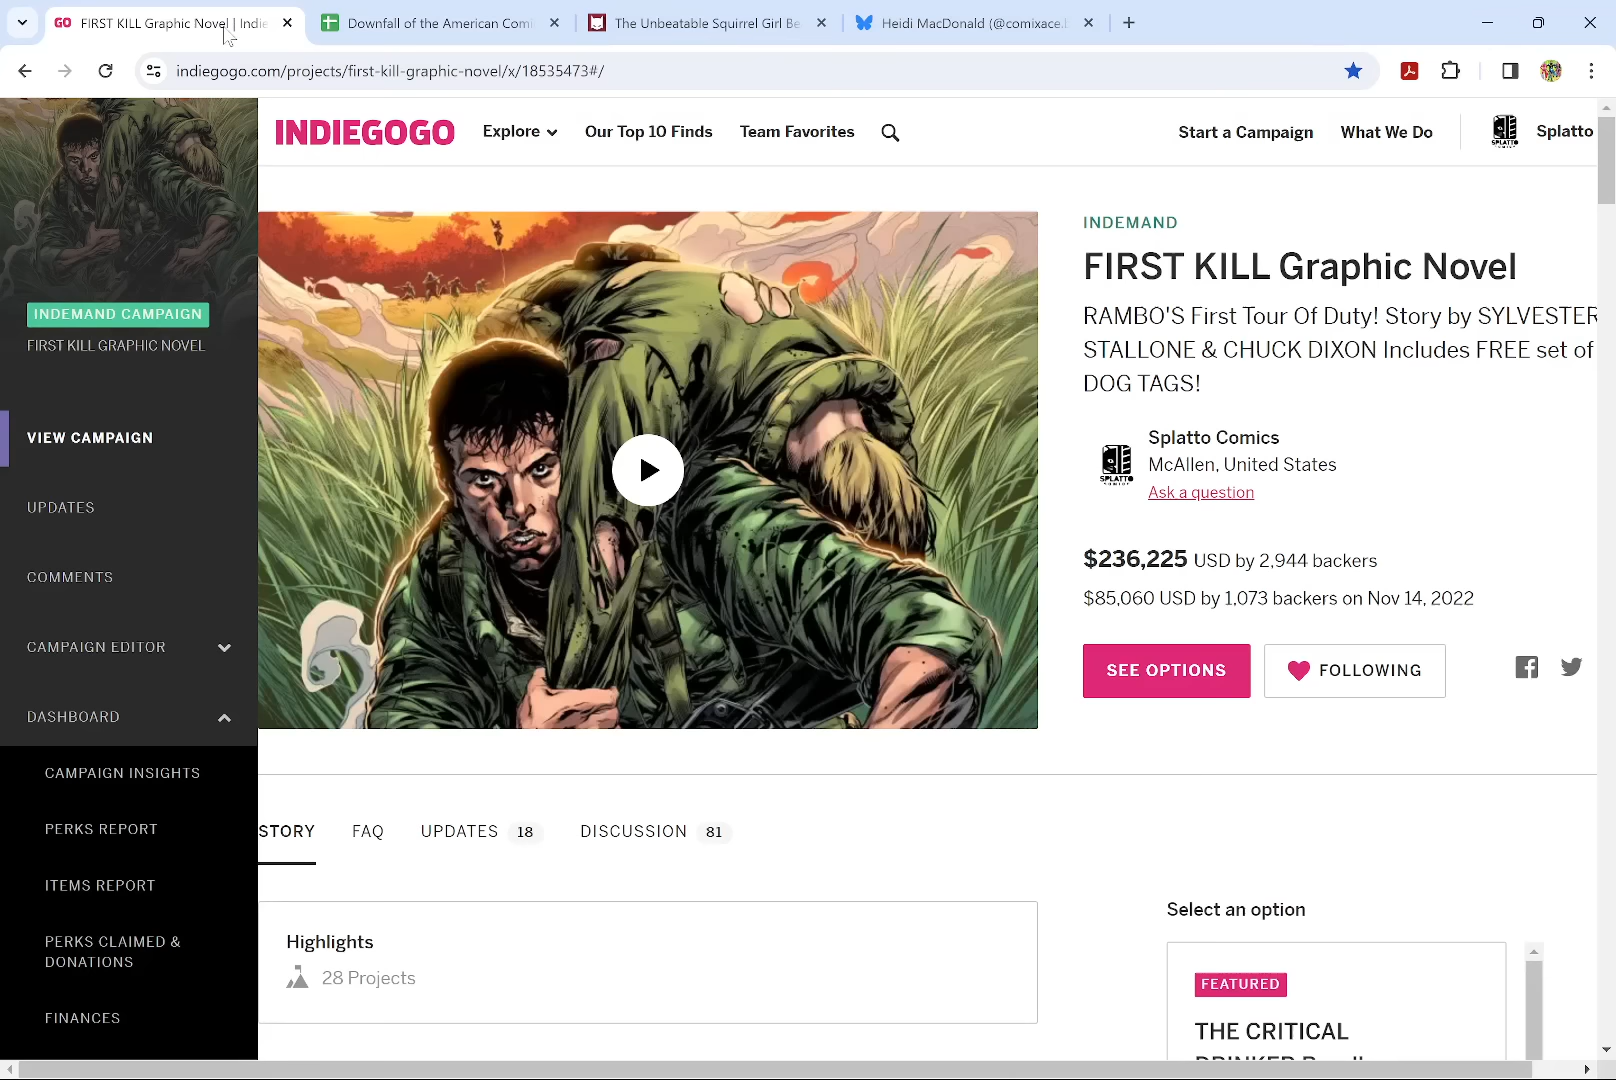 GO FIRST KILL Graphic Novel | Indie
Downfall of the American Comi
The Unbeatable Squirrel Girl Be
Heidi MacDonald (@comixace.b
indiegogo.com/projects/first-kill-graphic-novel/x/18535473#/
INDIEGOGO
Explore
Our Top 10 Finds
Team Favorites
Start a Campaign
What We Do
SPLATTO
Splatto
INDEMAND CAMPAIGN
FIRST KILL GRAPHIC NOVEL
VIEW CAMPAIGN
UPDATES
COMMENTS
CAMPAIGN EDITOR
DASHBOARD
CAMPAIGN INSIGHTS
PERKS REPORT
ITEMS REPORT
PERKS CLAIMED &
DONATIONS
FINANCES
INDEMAND
FIRST KILL Graphic Novel
RAMBO'S First Tour Of Duty! Story by SYLVESTER
STALLONE & CHUCK DIXON Includes FREE set of
DOG TAGS!
SPLATTO
Splatto Comics
McAllen, United States
Ask a question
$236,225 USD by 2,944 backers
$85,060 USD by 1,073 backers on Nov 14, 2022
SEE OPTIONS
FOLLOWING
STORY
FAQ
UPDATES 18
DISCUSSION 81
Highlights
28 Projects
Select an option
FEATURED
THE CRITICAL